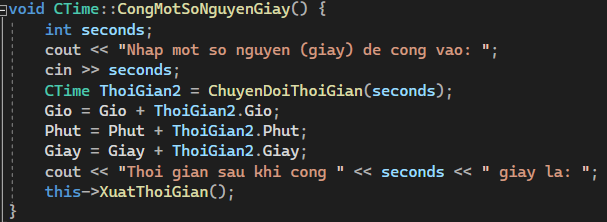 void CTime::CongMotSoNguyenGiay() {
int seconds;
cout << "Nhap mot so nguyen (giay) de cong vao: ";
cin >> seconds;
CTime ThoiGian2 = ChuyenDoiThoiGian(seconds);
Gio = Gio + ThoiGian2.Gio;
Phut = Phut + ThoiGian2.Phut;
Giay = Giay + ThoiGian2.Giay;
cout << "Thoi gian sau khi cong " << seconds << " giay la: ";
this->XuatThoiGian();
}